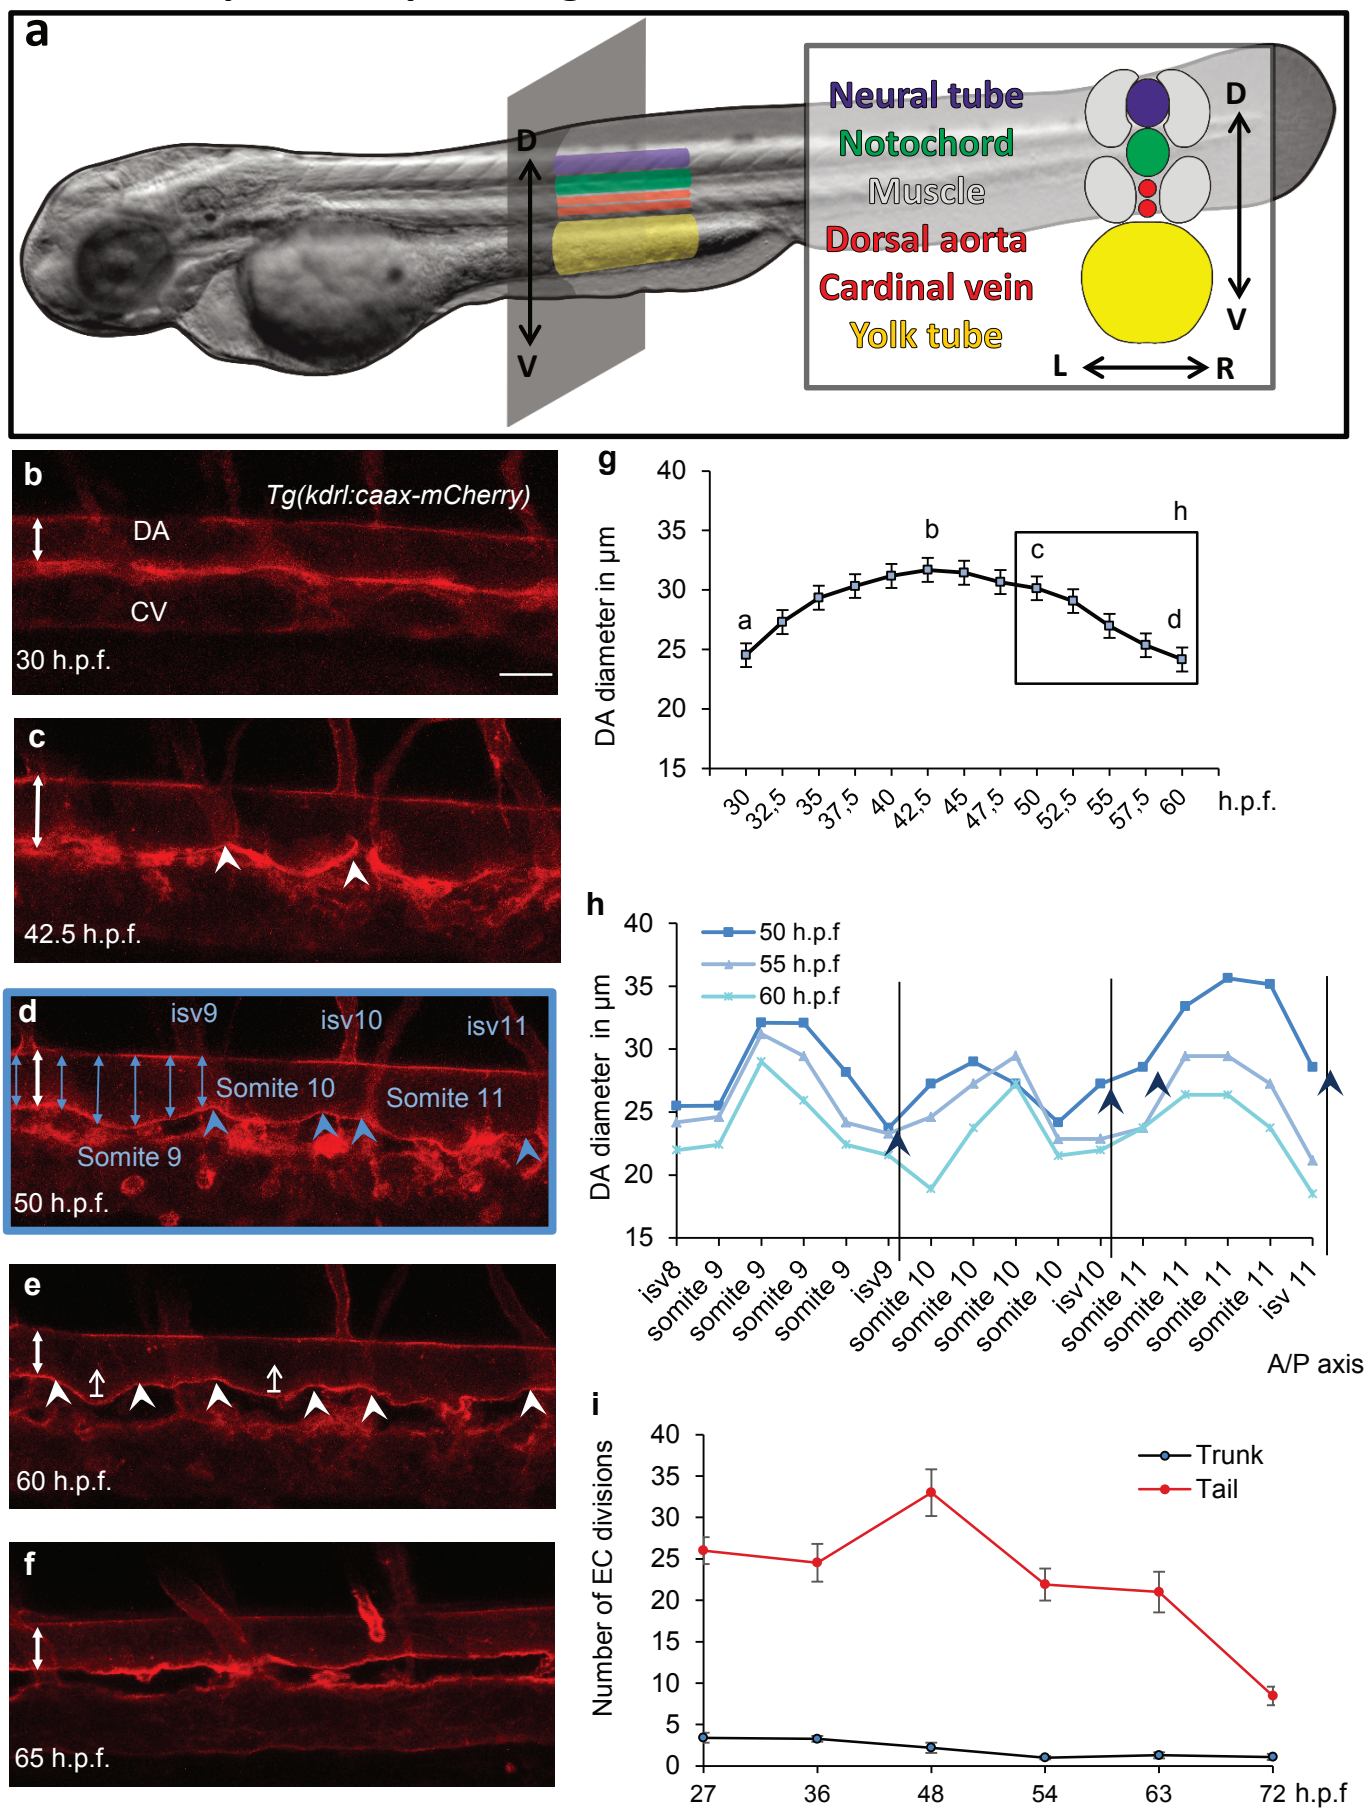 a
D
V
Neural tube
Notochord
Muscle
Dorsal aorta
Cardinal vein
Yolk tube
D
V
L
R
b
Tg(kdrl:caax-mCherry)
DA
CV
30 h.p.f.
c
42.5 h.p.f.
d
isv9
isv10
isv11
Somite 10
Somite 11
Somite 9
50 h.p.f.
e
60 h.p.f.
f
65 h.p.f.
g
DA diameter in µm
40
35
30
25
20
15
a
b
c
d
h
30
32,5
35
37,5
40
42,5
45
47,5
50
52,5
55
57,5
60
h.p.f.
h
DA diameter in µm
40
35
30
25
20
15
50 h.p.f
55 h.p.f
60 h.p.f
isv8
somite 9
somite 9
somite 9
somite 9
isv9
somite 10
somite 10
somite 10
somite 10
isv10
somite 11
somite 11
somite 11
somite 11
isv 11
A/P axis
i
Number of EC divisions
40
35
30
25
20
15
10
5
0
Trunk
Tail
27
36
48
54
63
72
h.p.f